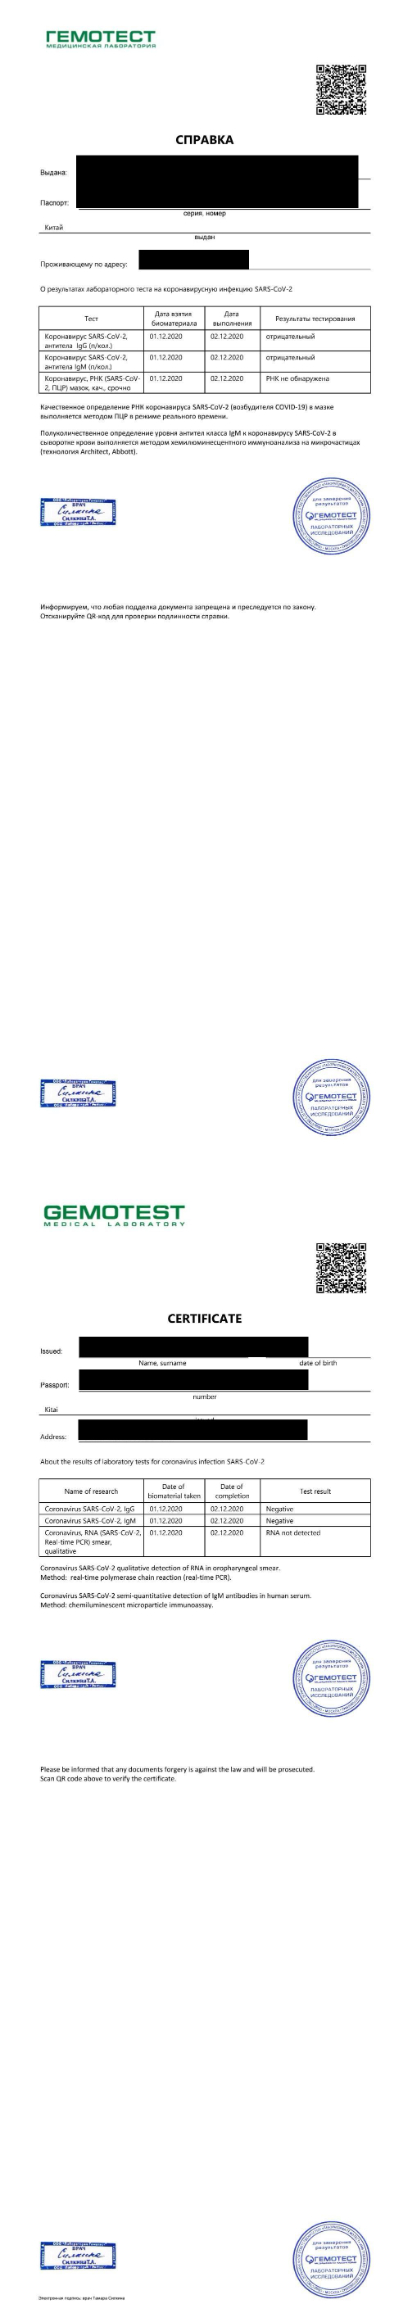 ГЕМОТЕСТ
МЕДИЦИНСКАЯ ЛАБОРАТОРИЯ
СПРАВКА
Выдана:
Паспорт:
серия, номер
Китай
выдан
Проживающему по адресу:
О результатах лабораторного теста на коронавирусную инфекцию SARS-CoV-2
Тест Дата взятия биоматериала Дата выполнения Результаты тестирования
Коронавирус SARS-CoV-2, антитела IgG (п/кол.) 01.12.2020 02.12.2020 отрицательный
Коронавирус SARS-CoV-2, антитела IgM (п/кол.) 01.12.2020 02.12.2020 отрицательный
Коронавирус, РНК (SARS-CoV-2, ПЦР) мазок, кач., срочно 01.12.2020 02.12.2020 РНК не обнаружена
Качественное определение РНК коронавируса SARS-CoV-2 (возбудителя COVID-19) в мазке
выполняется методом ПЦР в режиме реального времени.
Полуколичественное определение уровня антител класса IgM к коронавирусу SARS-CoV-2 в
сыворотке крови выполняется методом хемилюминесцентного иммуноанализа на микрочастицах
(технология Architect, Abbott).
ВРАЧ
для заверения
результатов
ГЕМОТЕСТ
ЛАБОРАТОРНЫХ
ИССЛЕДОВАНИЙ
Информируем, что любая подделка документа запрещена и преследуется по закону.
Отсканируйте QR-код для проверки подлинности справки.
ВРАЧ
для заверения
результатов
ГЕМОТЕСТ
ЛАБОРАТОРНЫХ
ИССЛЕДОВАНИЙ
GEMOTEST
MEDICAL LABORATORY
CERTIFICATE
Issued:
Name, surname date of birth
Passport:
number
Kitai
Address:
About the results of laboratory tests for coronavirus infection SARS-CoV-2
Name of research Date of biomaterial taken Date of completion Test result
Coronavirus SARS-CoV-2, IgG 01.12.2020 02.12.2020 Negative
Coronavirus SARS-CoV-2, IgM 01.12.2020 02.12.2020 Negative
Coronavirus, RNA (SARS-CoV-2, Real-time PCR) smear, qualitative 01.12.2020 02.12.2020 RNA not detected
Coronavirus SARS-CoV-2 qualitative detection of RNA in oropharyngeal smear.
Method: real-time polymerase chain reaction (real-time PCR).
Coronavirus SARS-CoV-2 semi-quantitative detection of IgM antibodies in human serum.
Method: chemiluminescent microparticle immunoassay.
ВРАЧ
для заверения
результатов
ГЕМОТЕСТ
ЛАБОРАТОРНЫХ
ИССЛЕДОВАНИЙ
Please be informed that any documents forgery is against the law and will be prosecuted.
Scan QR code above to verify the certificate.
ВРАЧ
для заверения
результатов
ГЕМОТЕСТ
ЛАБОРАТОРНЫХ
ИССЛЕДОВАНИЙ
Электронная подпись: врач Тамара Силкина